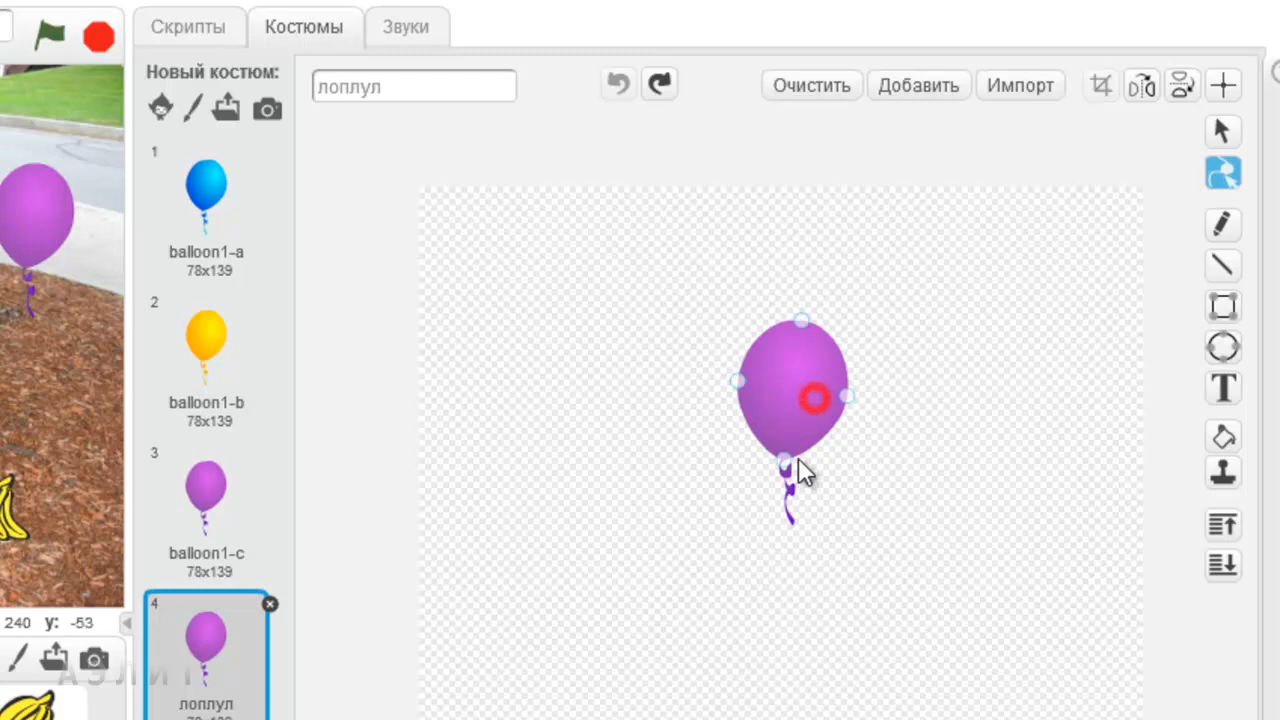 Скрипты Костюмы Звуки
Новый костюм:
лоплул
Очистить Добавить Импорт
1
balloon1-a
78x139
2
balloon1-b
78x139
3
balloon1-c
78x139
4
лоплул
T
240 y: -53